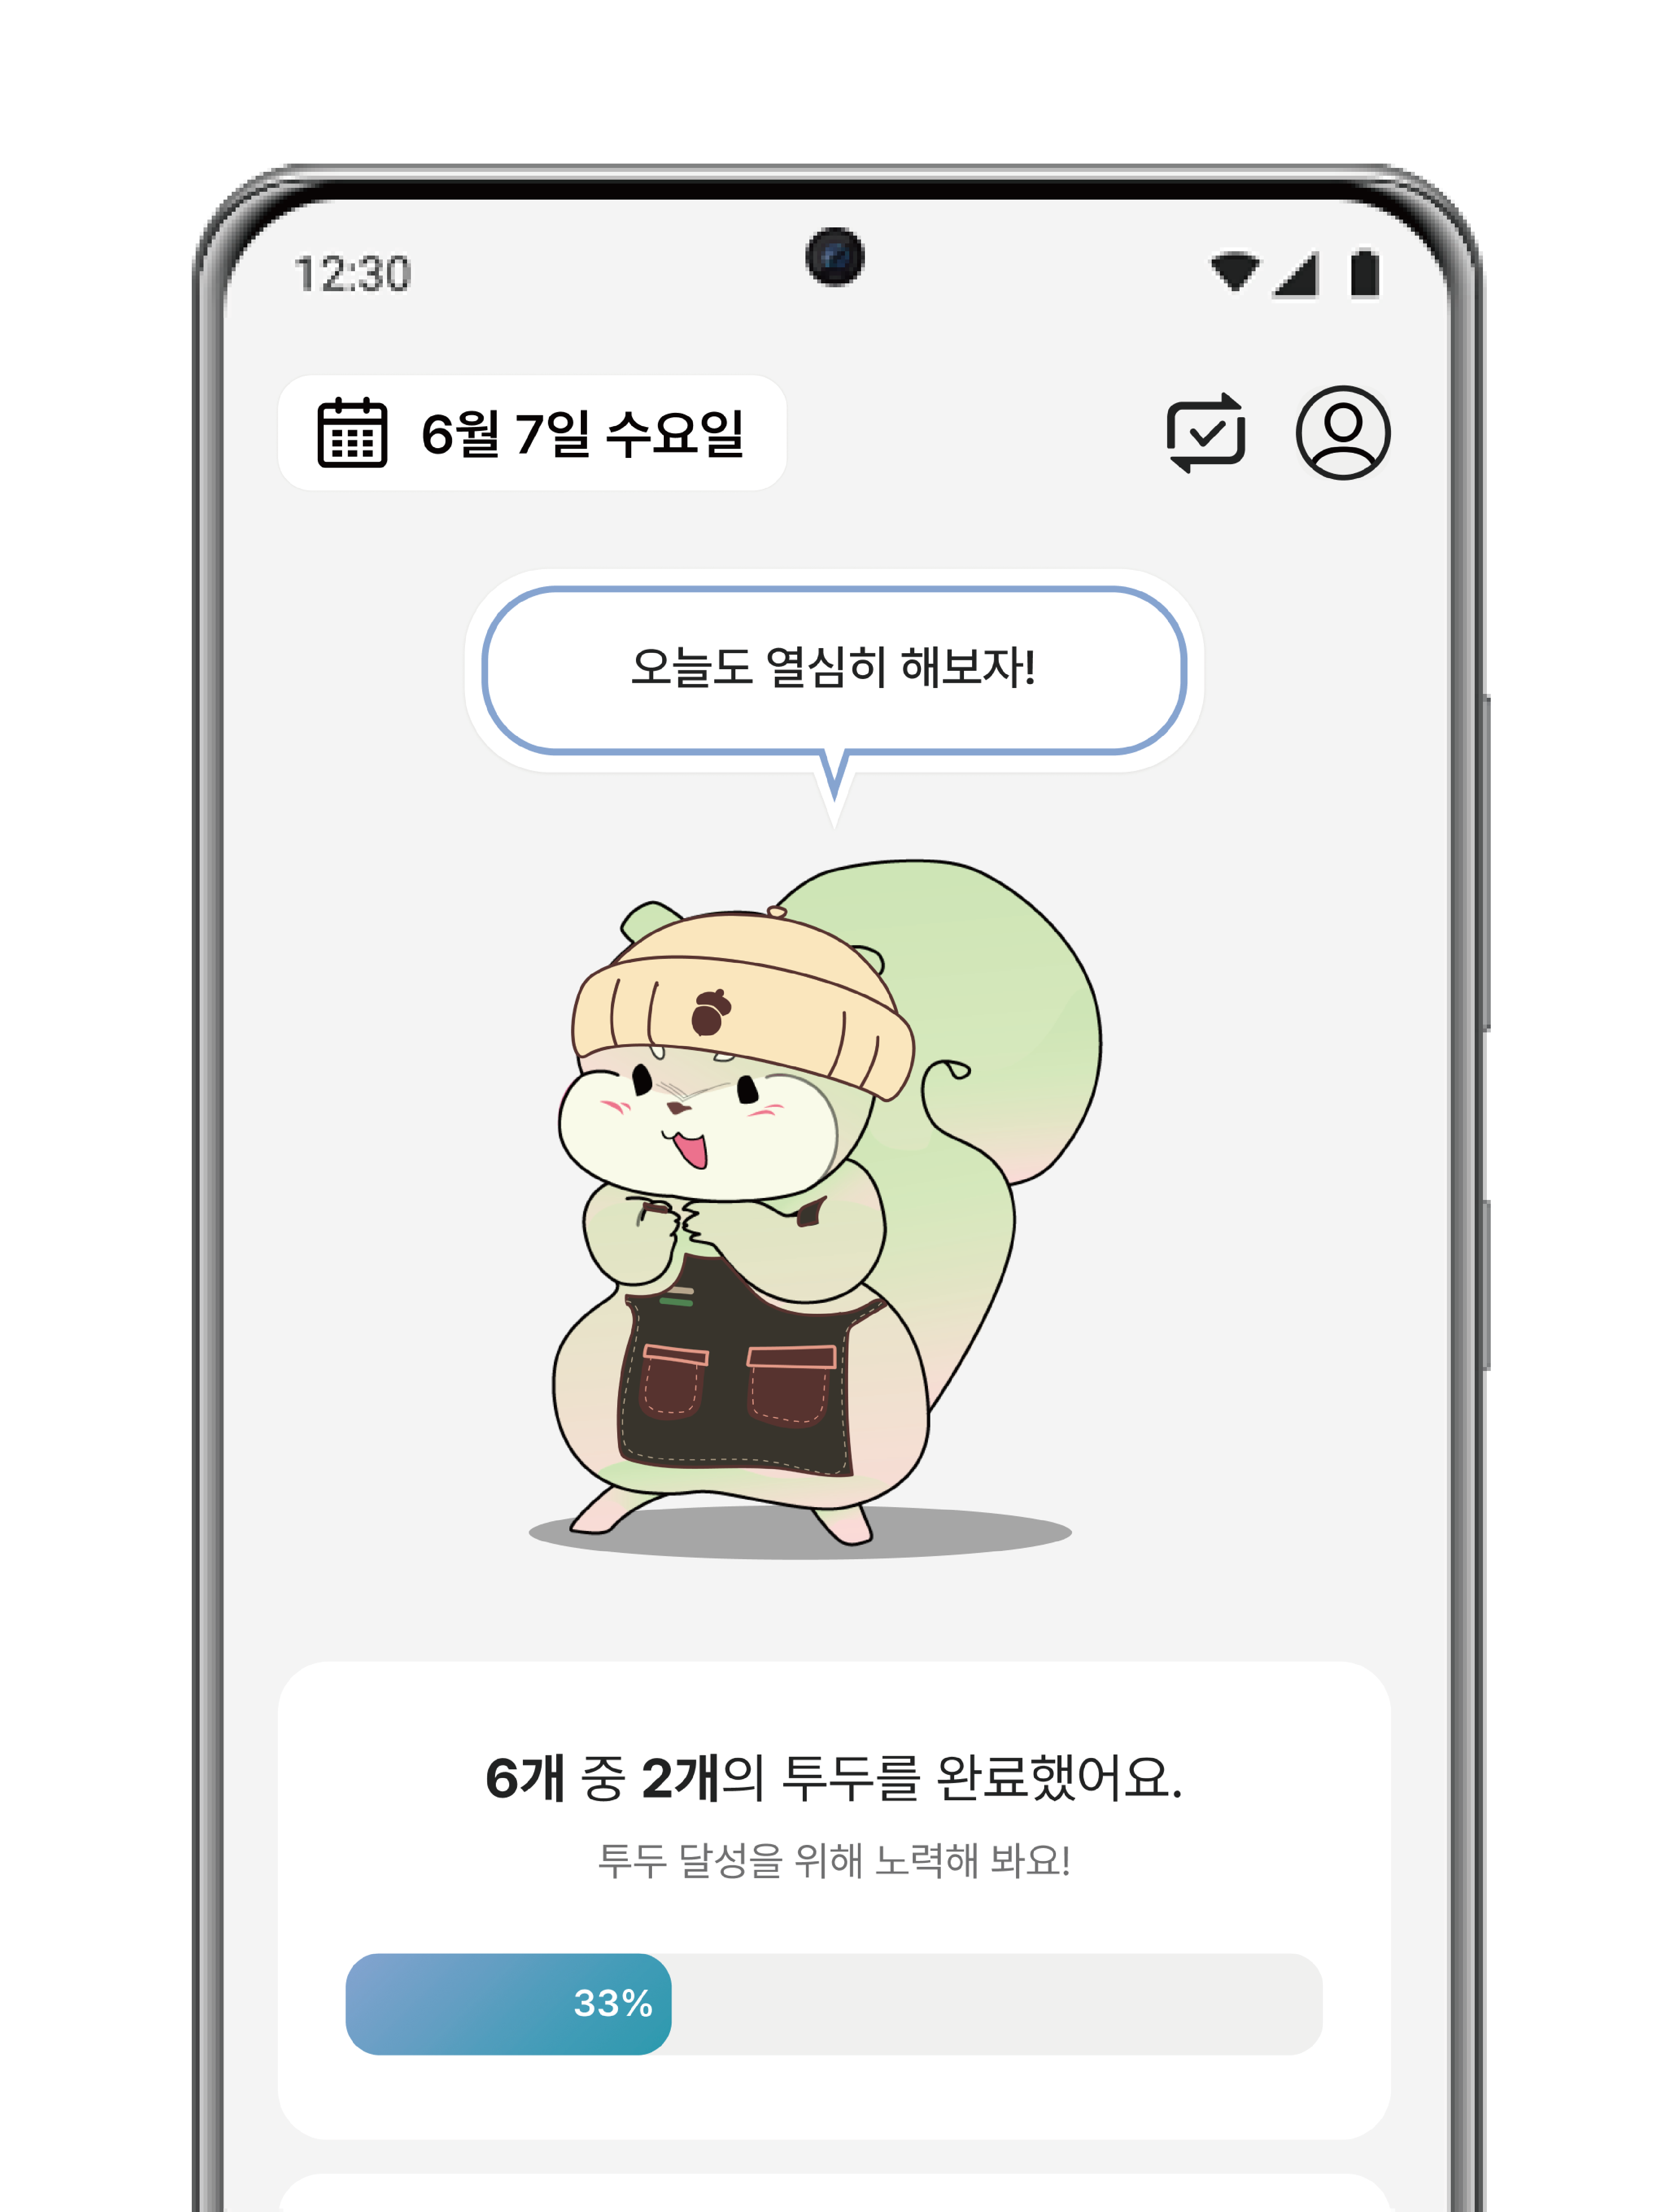 12:30
6월 7일 수요일
오늘도 열심히 해보자!
6개 중 2개의 투두를 완료했어요.
투두 달성을 위해 노력해 봐요!
33%